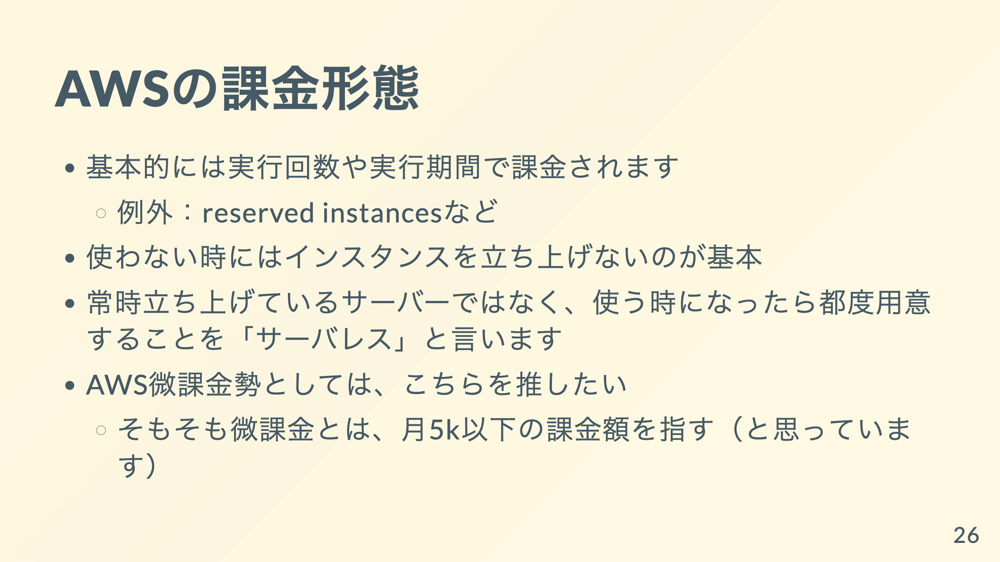 AWSの課金形態
• 基本的には実行回数や実行期間で課金されます
○ 例外：reserved instancesなど
• 使わない時にはインスタンスを立ち上げないのが基本
• 常時立ち上げているサーバーではなく、使う時になったら都度用意
することを「サーバレス」と言います
• AWS微課金勢としては、こちらを推したい
○ そもそも微課金とは、月5k以下の課金額を指す（と思っていま
す）
26